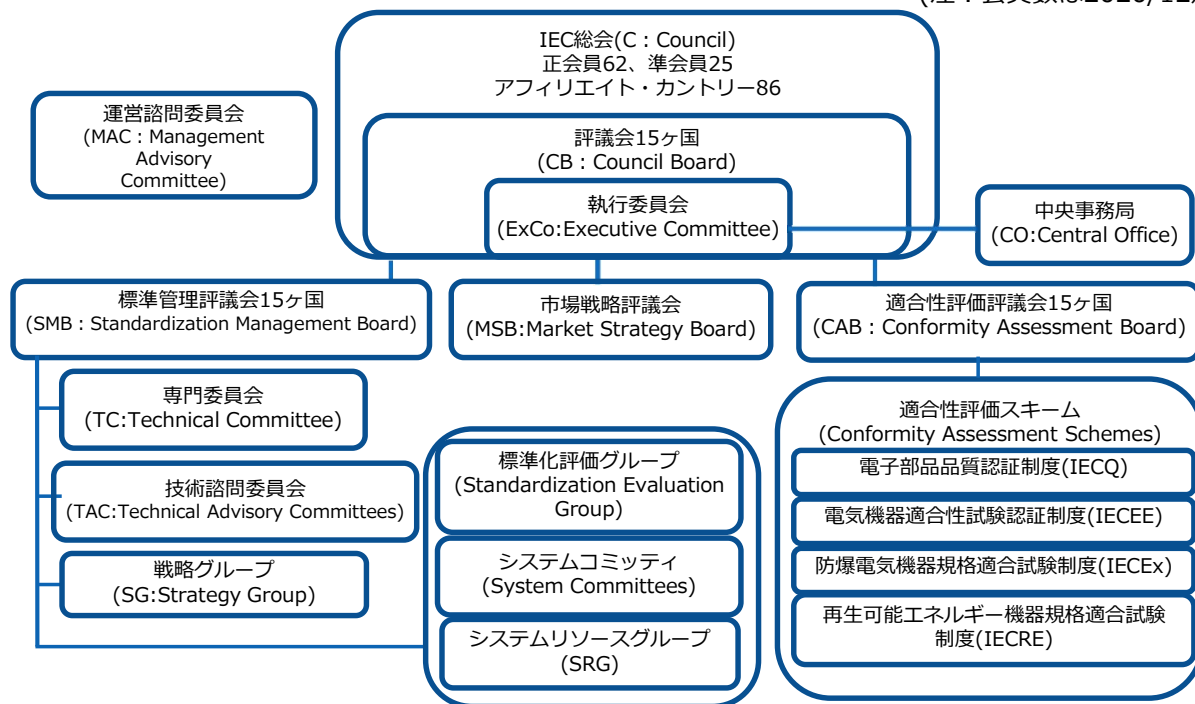 IEC総会(C：Council)
正会員62、準会員25
アフィリエイト・カントリー86
運営諮問委員会
(MAC：Management
Advisory
Committee)
評議会15ヶ国
(CB：Council Board)
執行委員会
(ExCo:Executive Committee)
中央事務局
(CO:Central Office)
標準管理評議会15ヶ国
(SMB：Standardization Management Board)
市場戦略評議会
(MSB:Market Strategy Board)
適合性評価評議会15ヶ国
(CAB：Conformity Assessment Board)
専門委員会
(TC:Technical Committee)
技術諮問委員会
(TAC:Technical Advisory Committees)
戦略グループ
(SG:Strategy Group)
標準化評価グループ
(Standardization Evaluation
Group)
システムコミッティ
(System Committees)
システムリソースグループ
(SRG)
適合性評価スキーム
(Conformity Assessment Schemes)
電子部品品質認証制度(IECQ)
電気機器適合性試験認証制度(IECEE)
防爆電気機器規格適合試験制度(IECEx)
再生可能エネルギー機器規格適合試験
制度(IECRE)